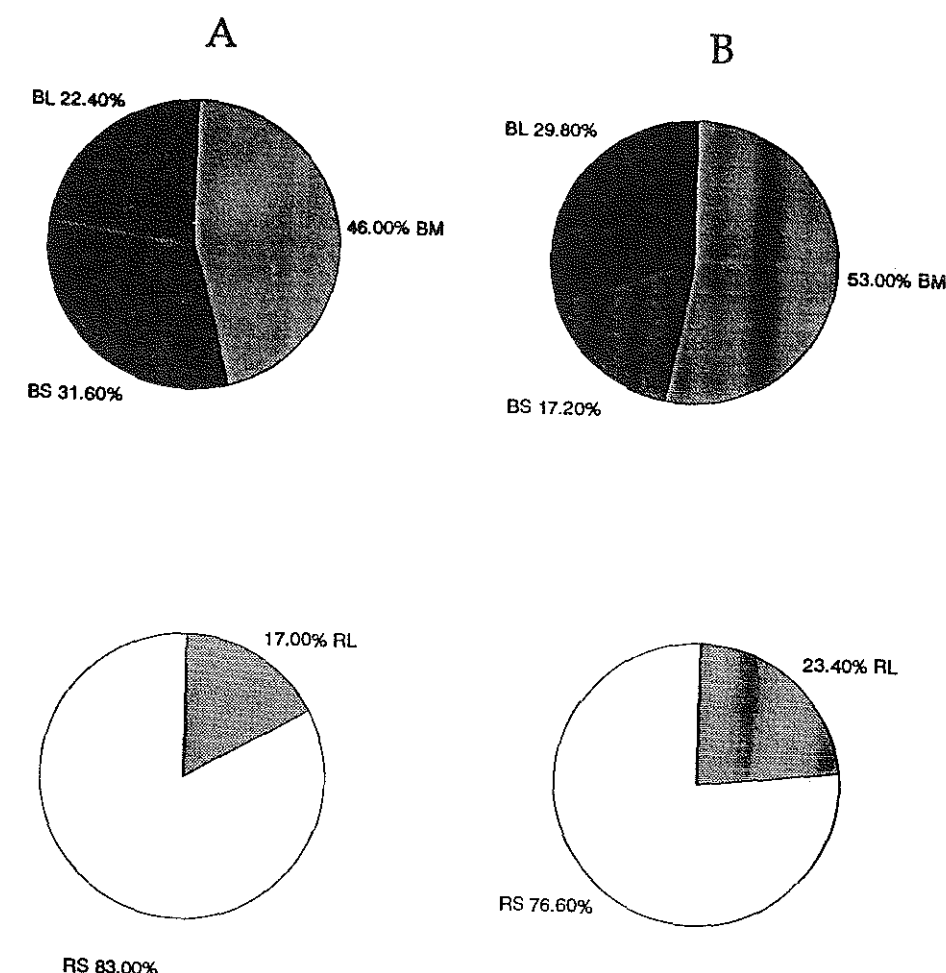 A
B
BL 22.40%
46.00% BM
BS 31.60%
BL 29.80%
53.00% BM
BS 17.20%
17.00% RL
RS 83.00%
23.40% RL
RS 76.60%